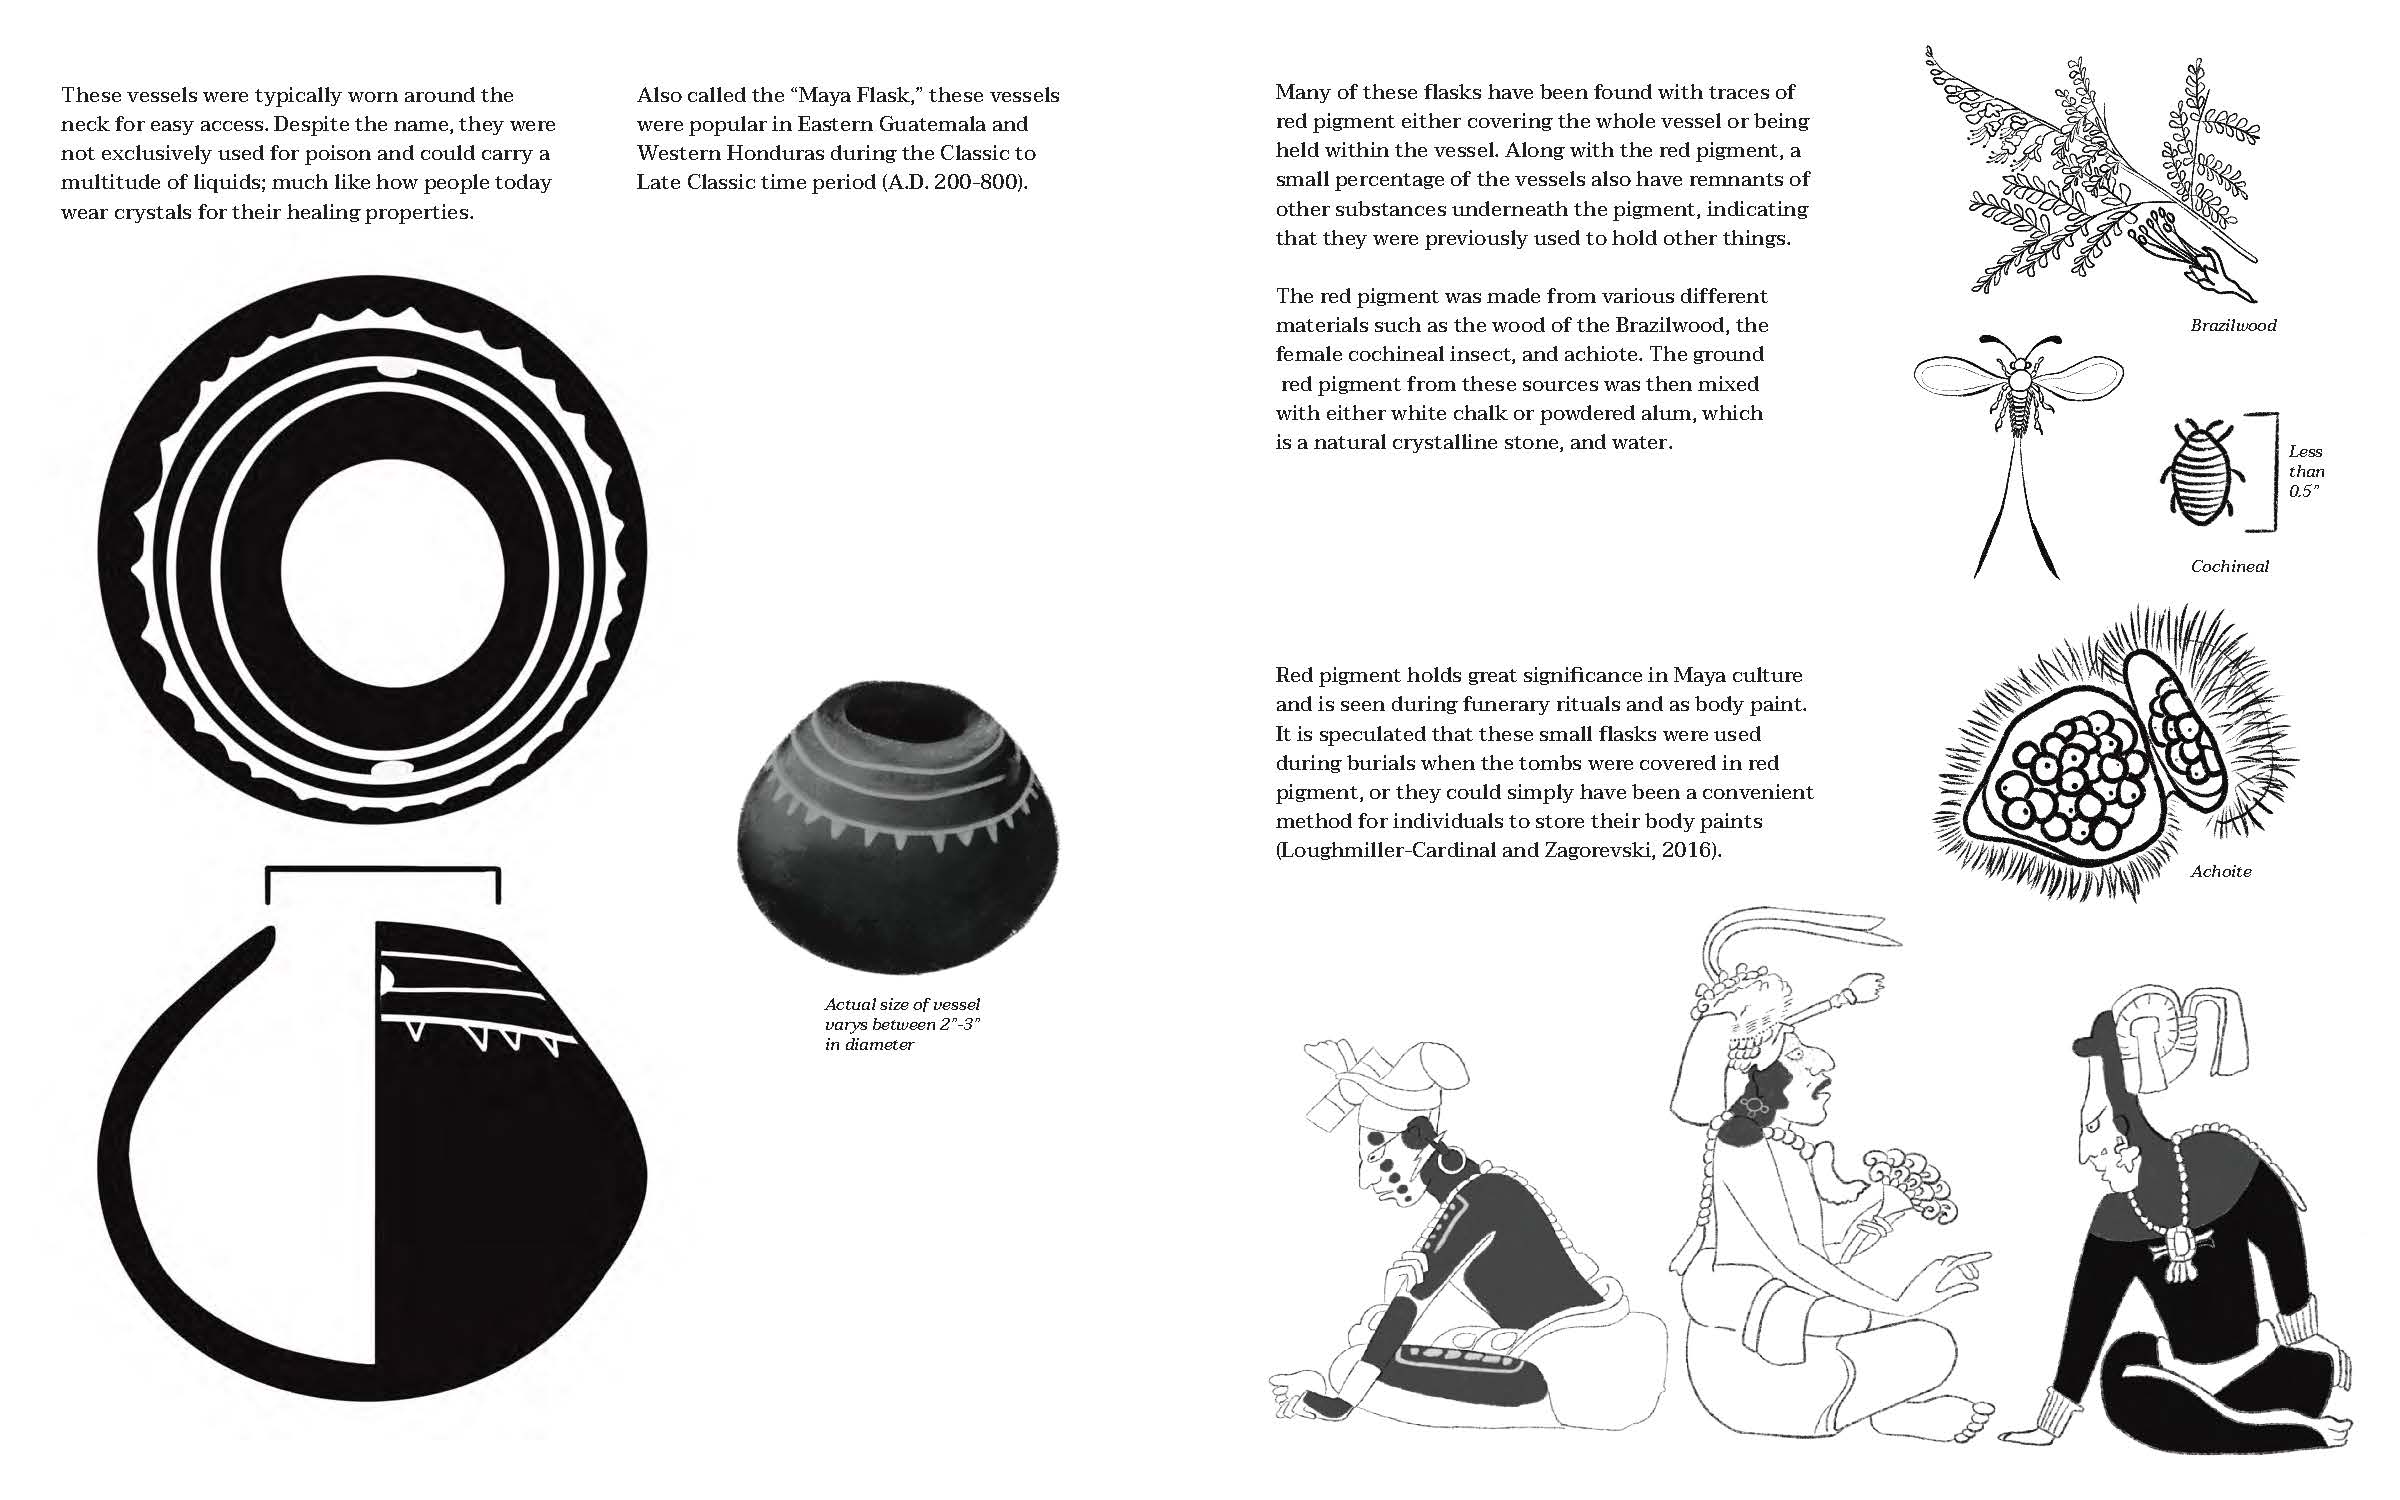 These vessels were typically worn around the
neck for easy access. Despite the name, they were
not exclusively used for poison and could carry a
multitude of liquids; much like how people today
wear crystals for their healing properties.
Also called the “Maya Flask,” these vessels
were popular in Eastern Guatemala and
Western Honduras during the Classic to
Late Classic time period (A.D. 200-800).
Actual size of vessel
varys between 2”-3”
in diameter
Many of these flasks have been found with traces of
red pigment either covering the whole vessel or being
held within the vessel. Along with the red pigment, a
small percentage of the vessels also have remnants of
other substances underneath the pigment, indicating
that they were previously used to hold other things.
The red pigment was made from various different
materials such as the wood of the Brazilwood, the
female cochineal insect, and achiote. The ground
red pigment from these sources was then mixed
with either white chalk or powdered alum, which
is a natural crystalline stone, and water.
Red pigment holds great significance in Maya culture
and is seen during funerary rituals and as body paint.
It is speculated that these small flasks were used
during burials when the tombs were covered in red
pigment, or they could simply have been a convenient
method for individuals to store their body paints
(Loughmiller-Cardinal and Zagorevski, 2016).
Brazilwood
Less
than
0.5”
Cochineal
Achoite